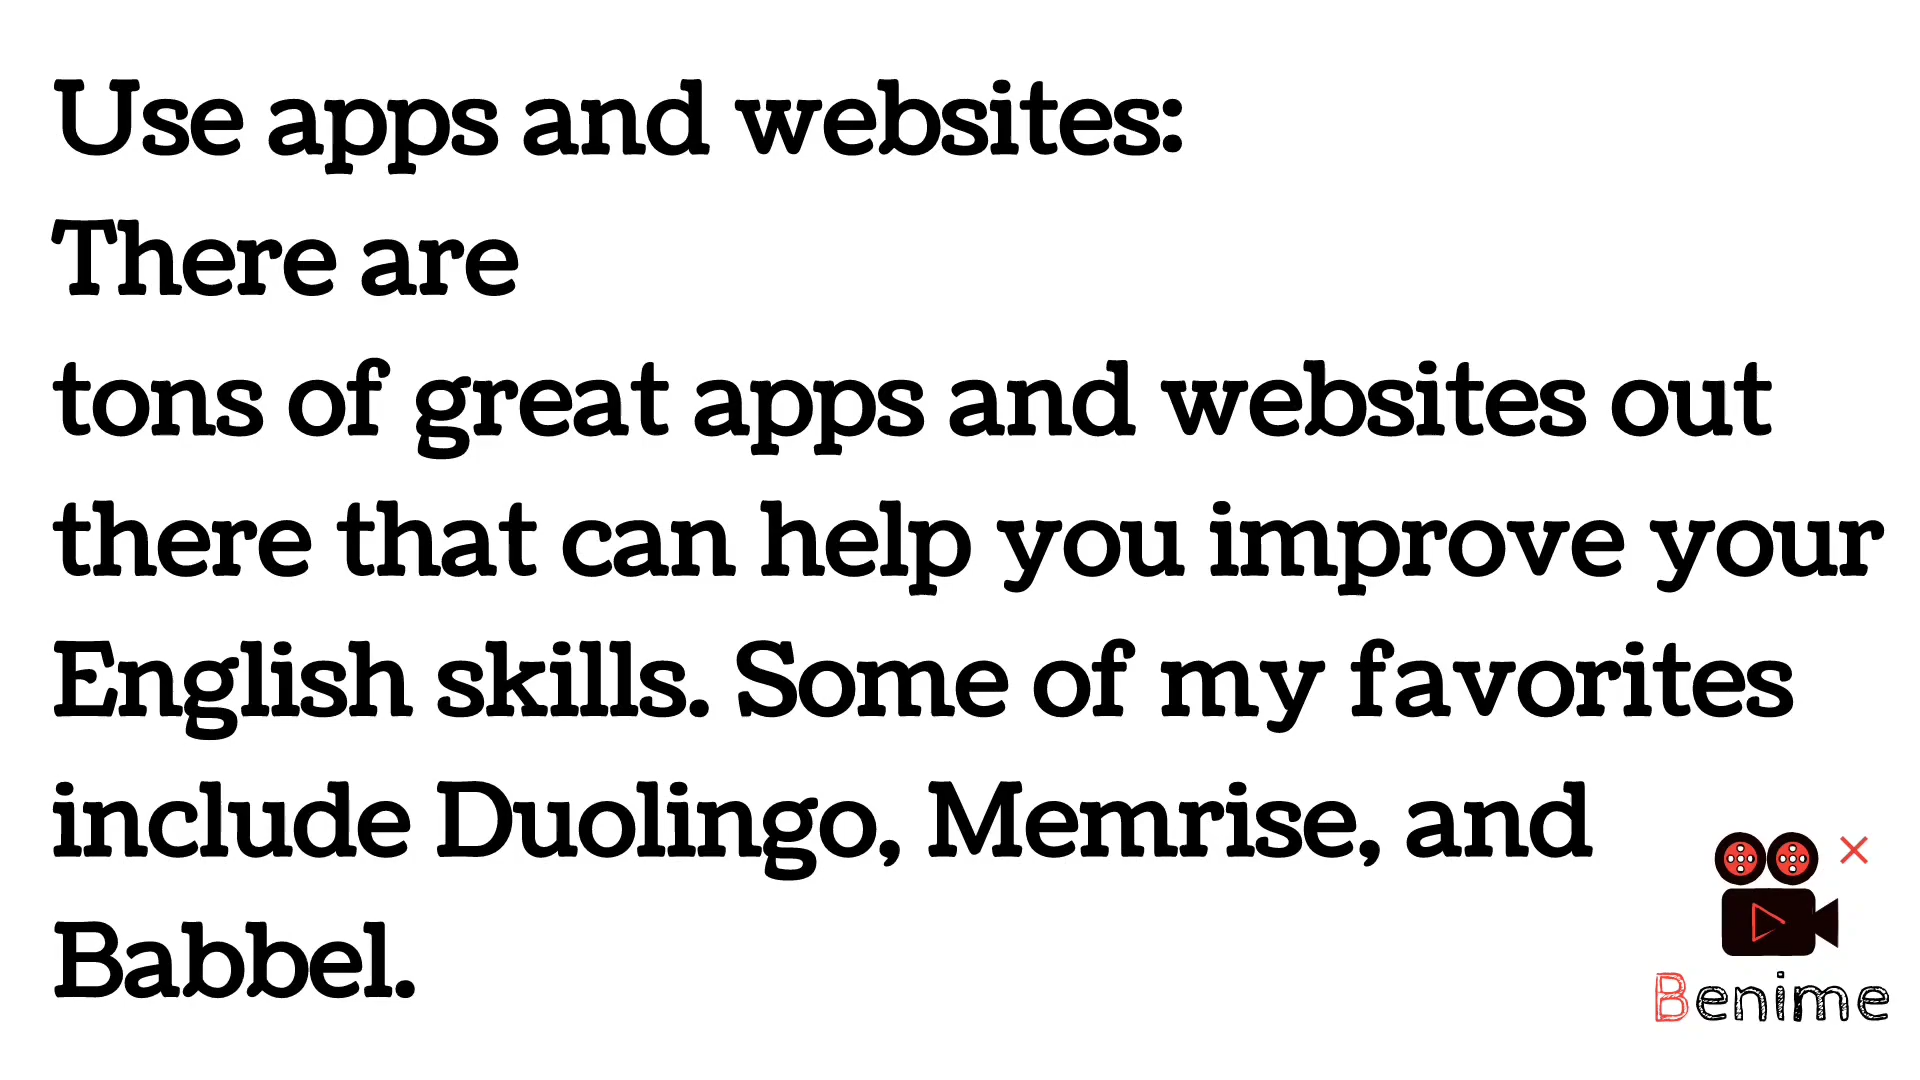 Use apps and websites:
There are
tons of great apps and websites out
there that can help you improve your
English skills. Some of my favorites
include Duolingo, Memrise, and
Babbel.
Benime